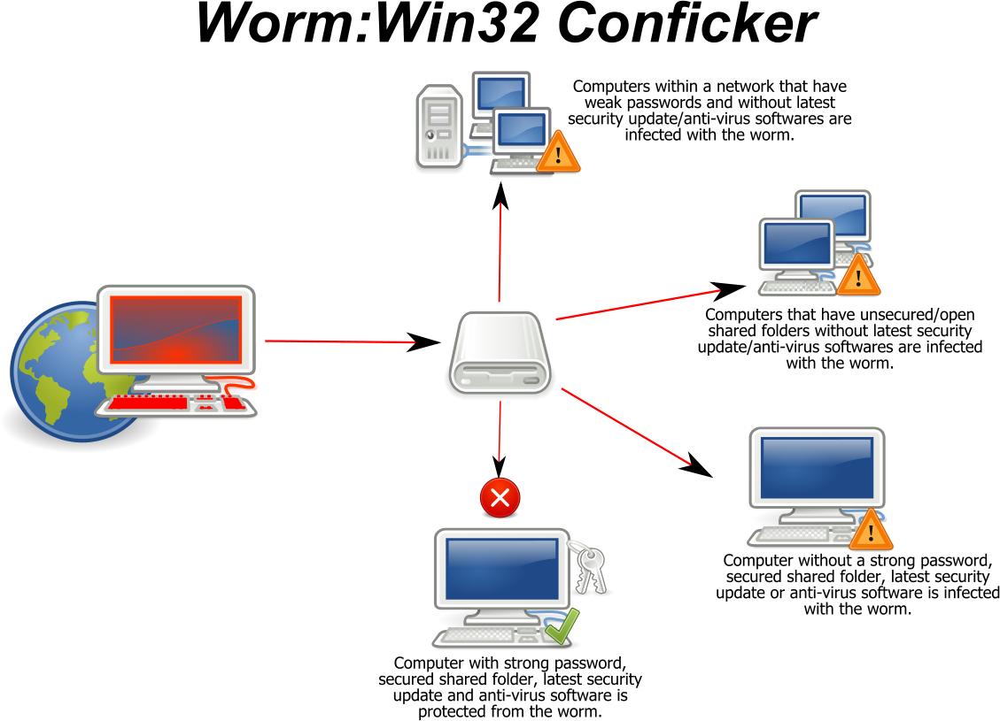 Worm:Win32 Conficker
Computers within a network that have
weak passwords and without latest
security update/anti-virus softwares are
infected with the worm.
Computers that have unsecured/open
shared folders without latest security
update/anti-virus softwares are infected
with the worm.
Computer without a strong password,
secured shared folder, latest security
update or anti-virus software is infected
with the worm.
Computer with strong password,
secured shared folder, latest security
update and anti-virus software is
protected from the worm.